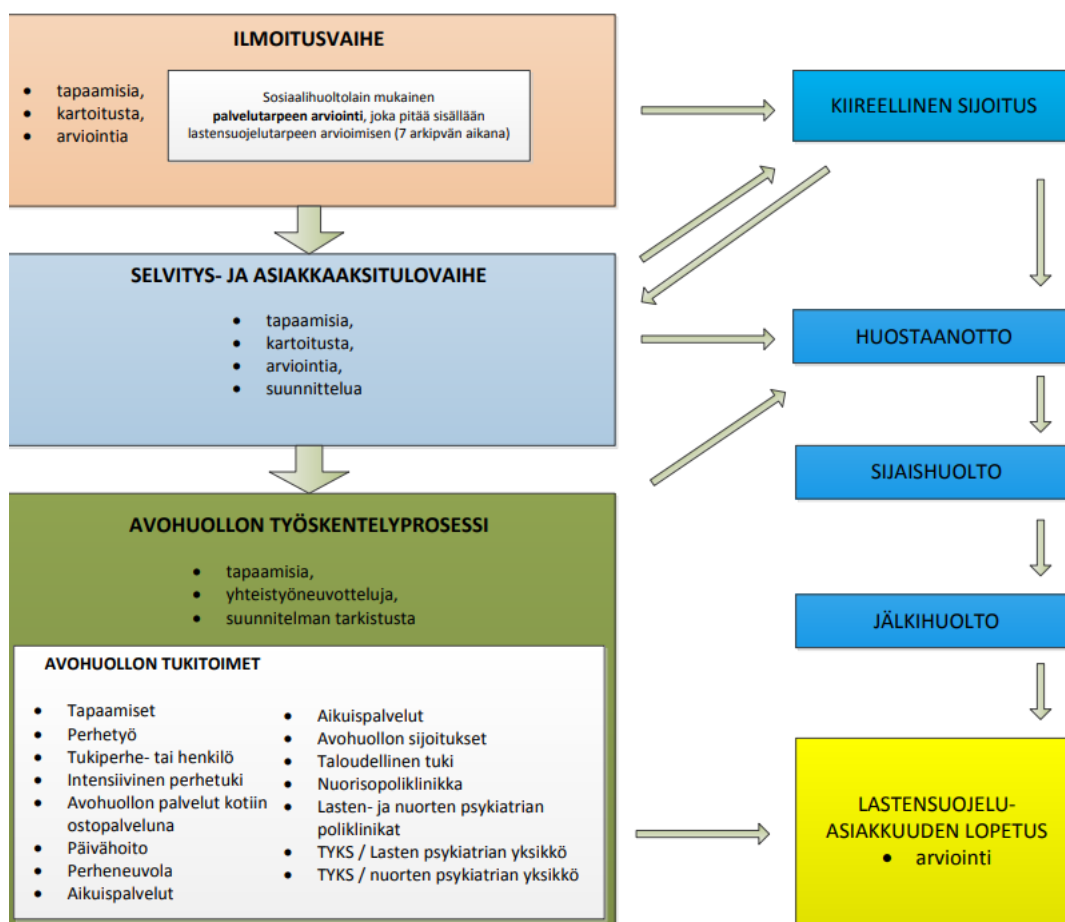 ILMOITUSVAIHE
• tapaamisia,
• kartoitusta,
• arviointia
Sosiaalihuoltolain mukainen
palvelutarpeen arviointi, joka pitää sisällään
lastensuojelutarpeen arvioimisen (7 arkipvän aikana)
KIIREELLINEN SIJOITUS
SELVITYS- JA ASIAKKAAKSITULOVAIHE
• tapaamisia,
• kartoitusta,
• arviointia,
• suunnittelua
HUOSTAANOTTO
SIJAISHUOLTO
AVOHUOLLON TYÖSKENTELYPROSESSI
• tapaamisia,
• yhteistyöneuvotteluja,
• suunnitelman tarkistusta
JÄLKIHUOLTO
AVOHUOLLON TUKITOIMET
• Tapaamiset
• Perhetyö
• Tukiperhe- tai henkilö
• Intensiivinen perhetuki
• Avohuollon palvelut kotiin
ostopalveluna
• Päivähoito
• Perheneuvola
• Aikuispalvelut
• Aikuispalvelut
• Avohuollon sijoitukset
• Taloudellinen tuki
• Nuorisopoliklinikka
• Lasten- ja nuorten psykiatrian
poliklinikat
• TYKS / Lasten psykiatrian yksikkö
• TYKS / nuorten psykiatrian yksikkö
LASTENSUOJELU-
ASIAKKUUDEN LOPETUS
• arviointi